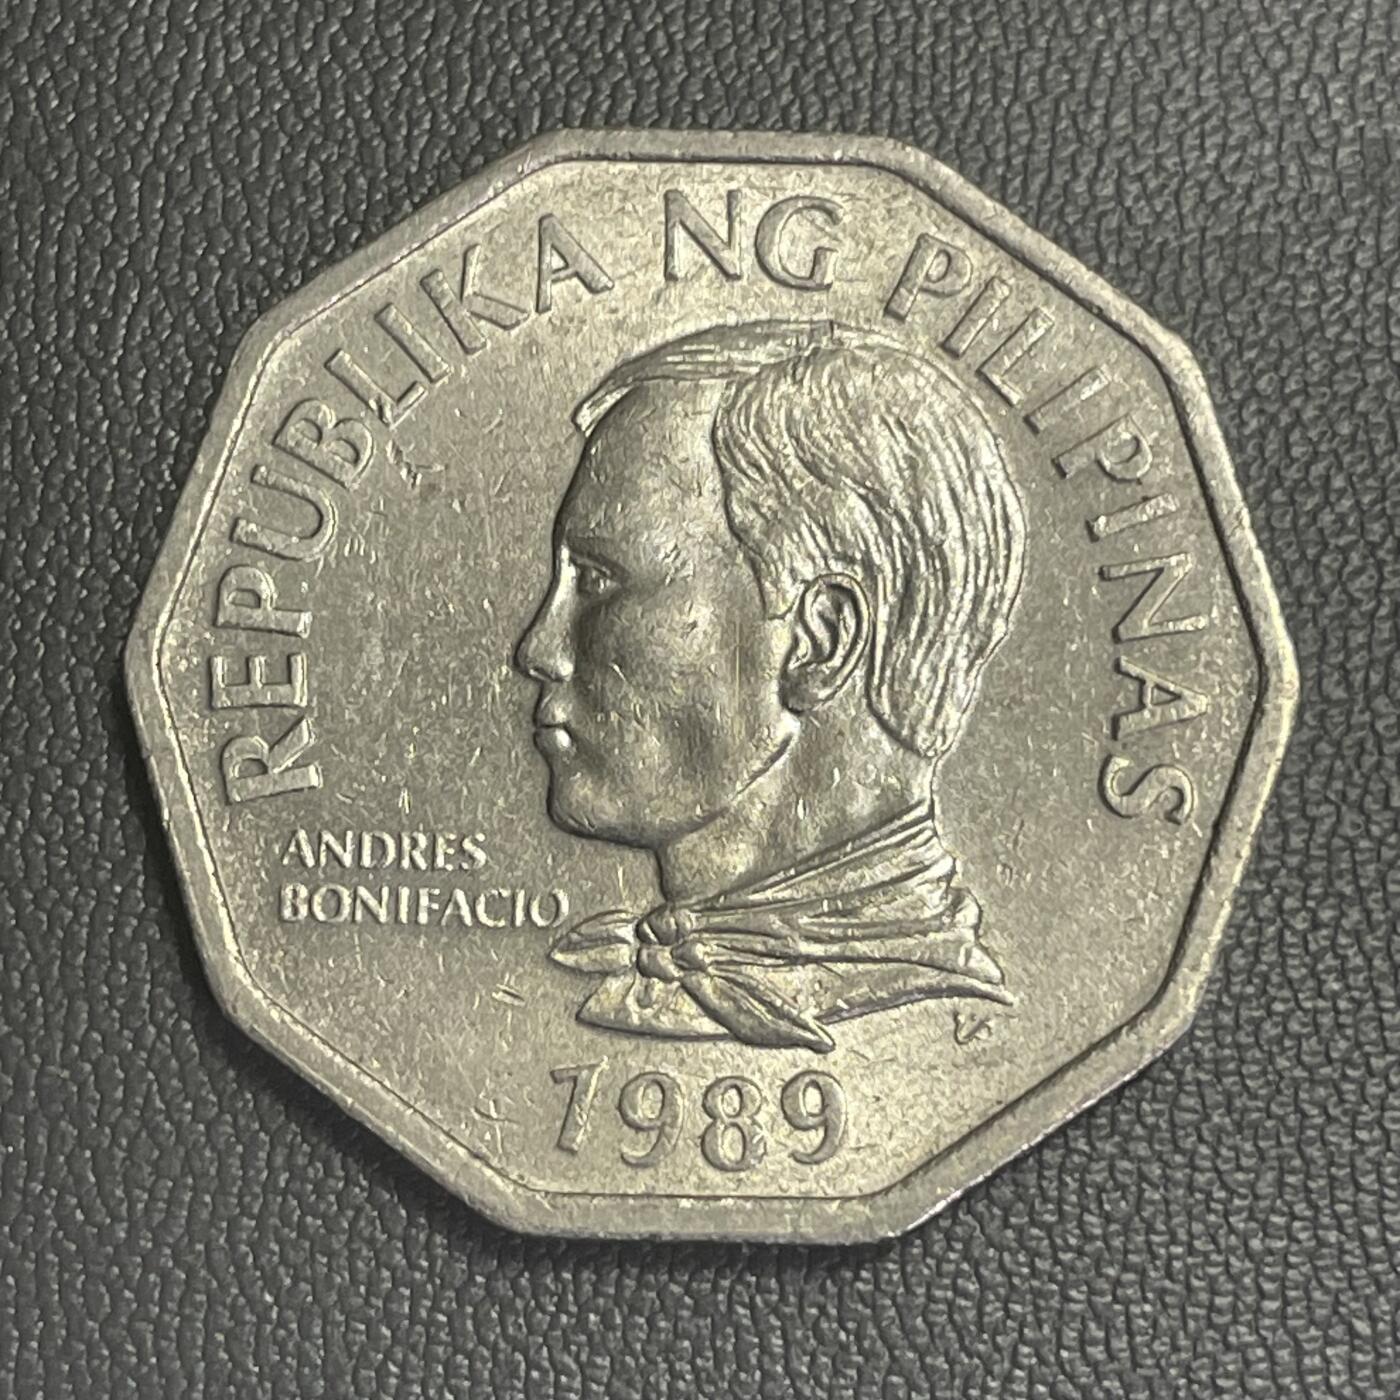 REPUBLIKA NG PILIPINAS
ANDRES
BONIFACIO
1989